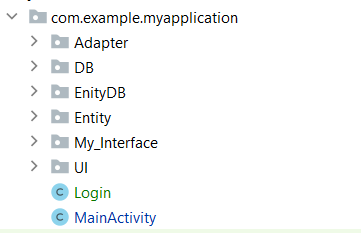 com.example.myapplication
Adapter
DB
EnityDB
Entity
My_Interface
UI
Login
MainActivity